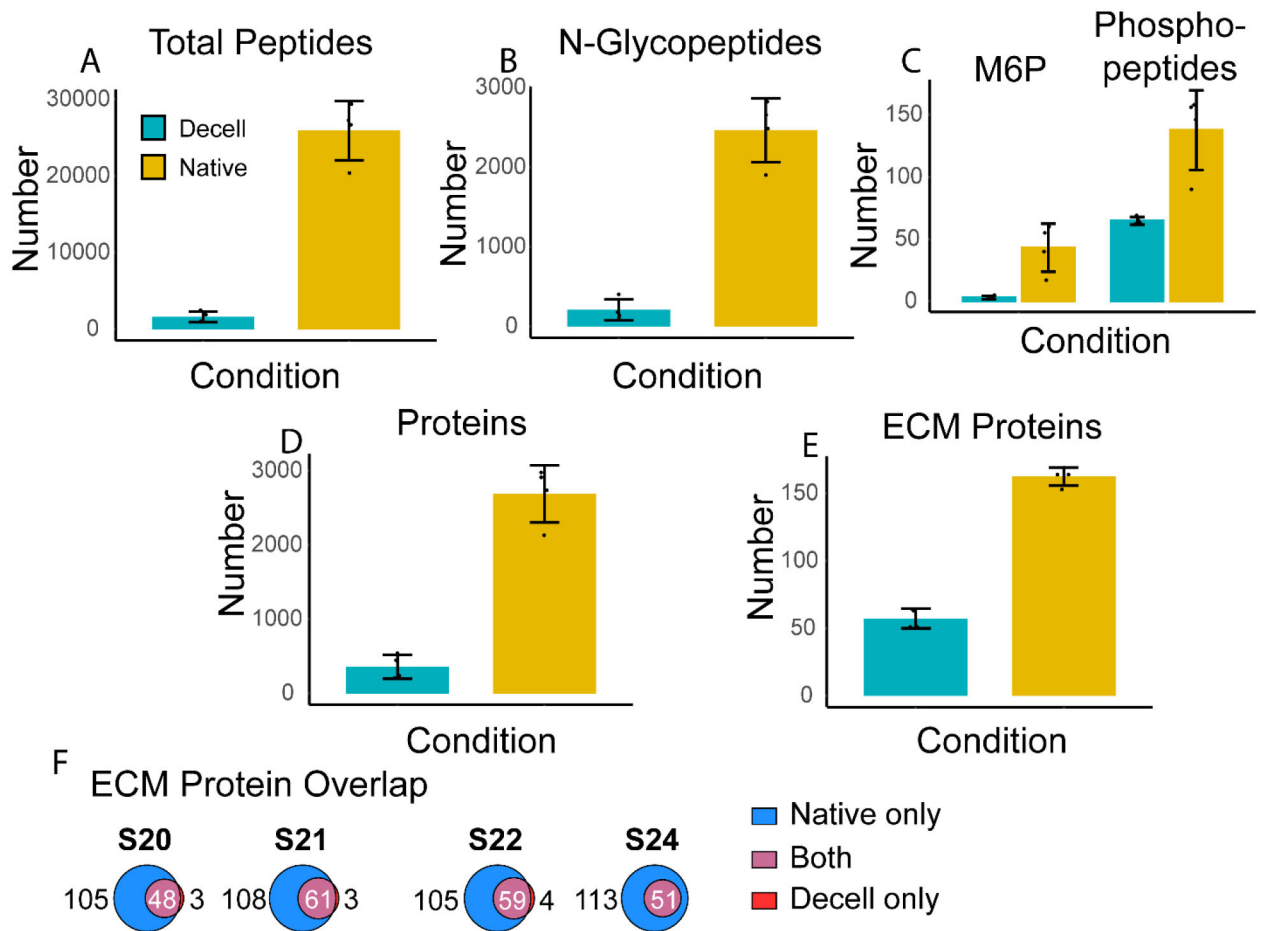 A
Total Peptides
Number
30000
20000
10000
0
Decell
Native
Condition
B
N-Glycopeptides
Number
3000
2000
1000
0
Condition
C
M6P
Phospho-
peptides
Number
150
100
50
0
Condition
D
Proteins
Number
3000
2000
1000
0
Condition
E
ECM Proteins
Number
150
100
50
0
Condition
F
ECM Protein Overlap
S20
105 48 3
S21
108 61 3
S22
105 59 4
S24
113 51
Native only
Both
Decell only